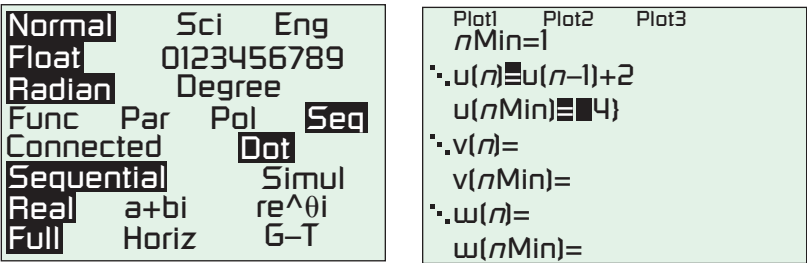 Normal Sci Eng
Float 0123456789
Radian Degree
Func Par Pol Seq
Connected Dot
Sequential Simul
Real a+bi re^θi
Full Horiz G–T
Plot1 Plot2 Plot3
nMin=1
⋱u(n)=u(n–1)+2
u(nMin)=4}
⋱v(n)=
v(nMin)=
⋱w(n)=
w(nMin)=